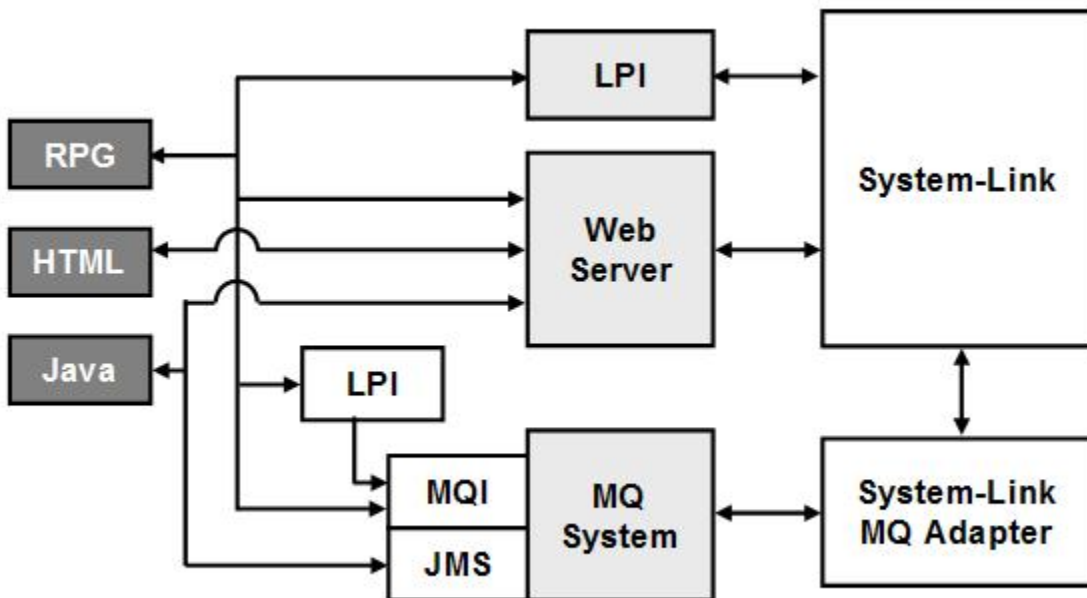 LPI
System-Link
RPG
Web
Server
HTML
Java
LPI
MQI
JMS
MQ
System
System-Link
MQ Adapter